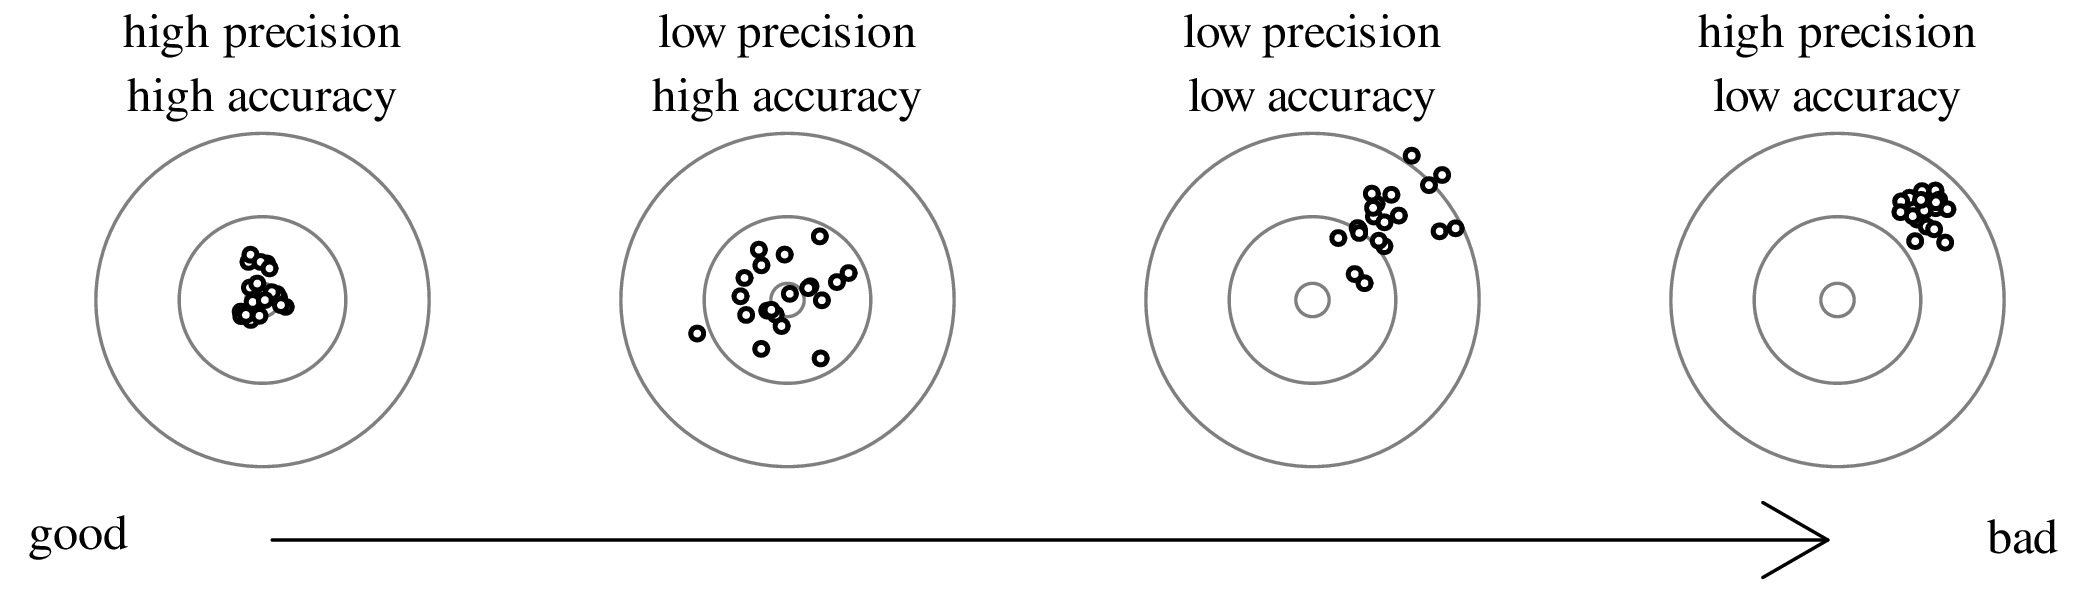 high precision
high accuracy
low precision
high accuracy
low precision
low accuracy
high precision
low accuracy
good
bad